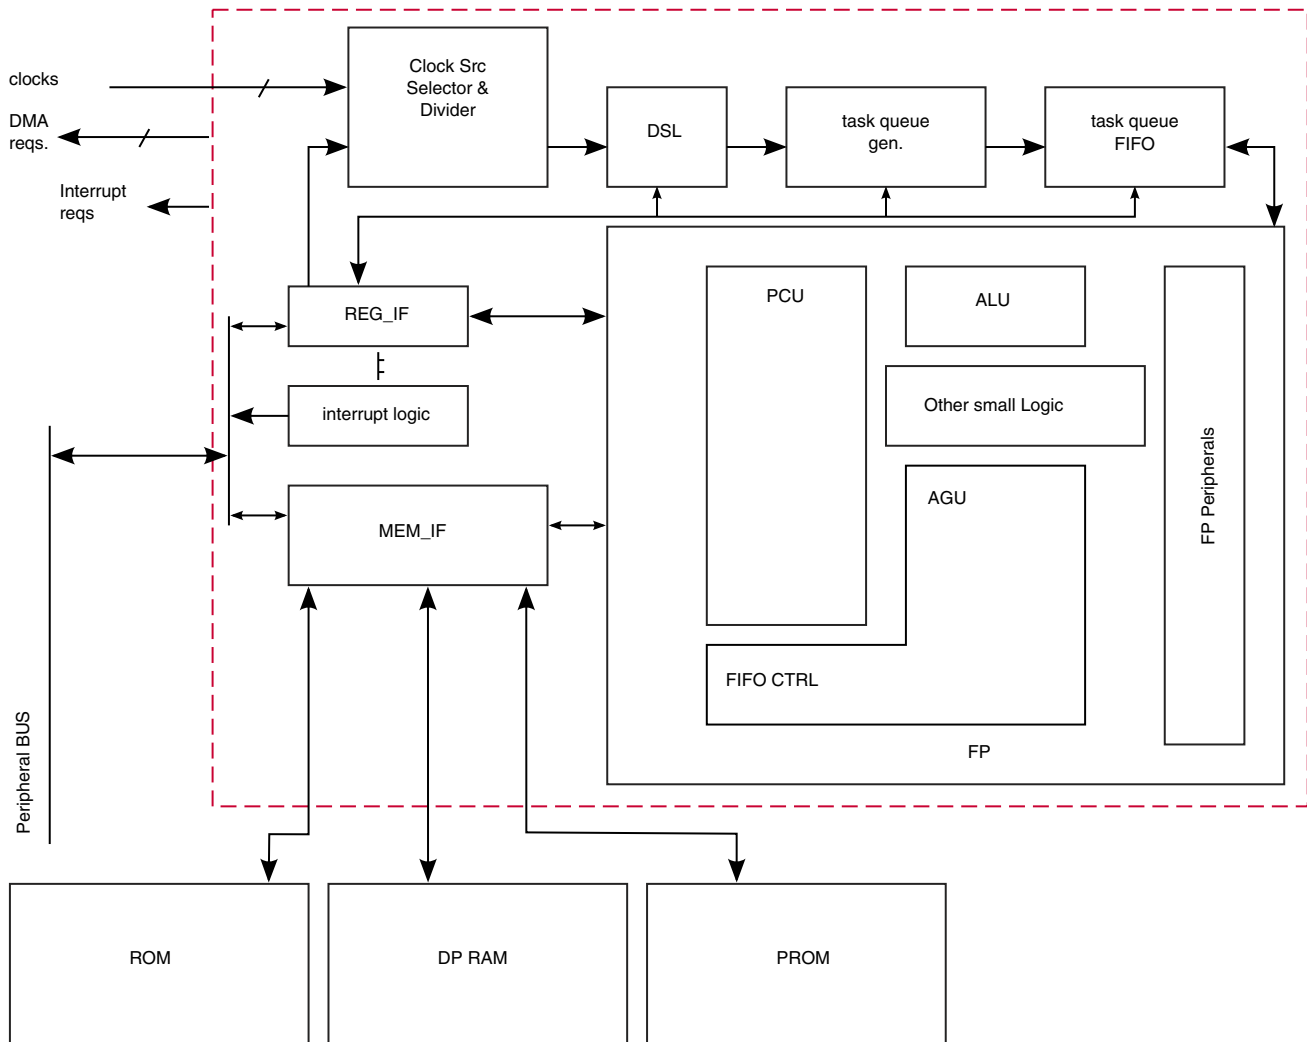 clocks
DMA
reqs.
Interrupt
reqs
Clock Src
Selector &
Divider
DSL
task queue
gen.
task queue
FIFO
REG_IF
interrupt logic
MEM_IF
PCU
ALU
Other small Logic
AGU
FIFO CTRL
FP
FP Peripherals
Peripheral BUS
ROM
DP RAM
PROM